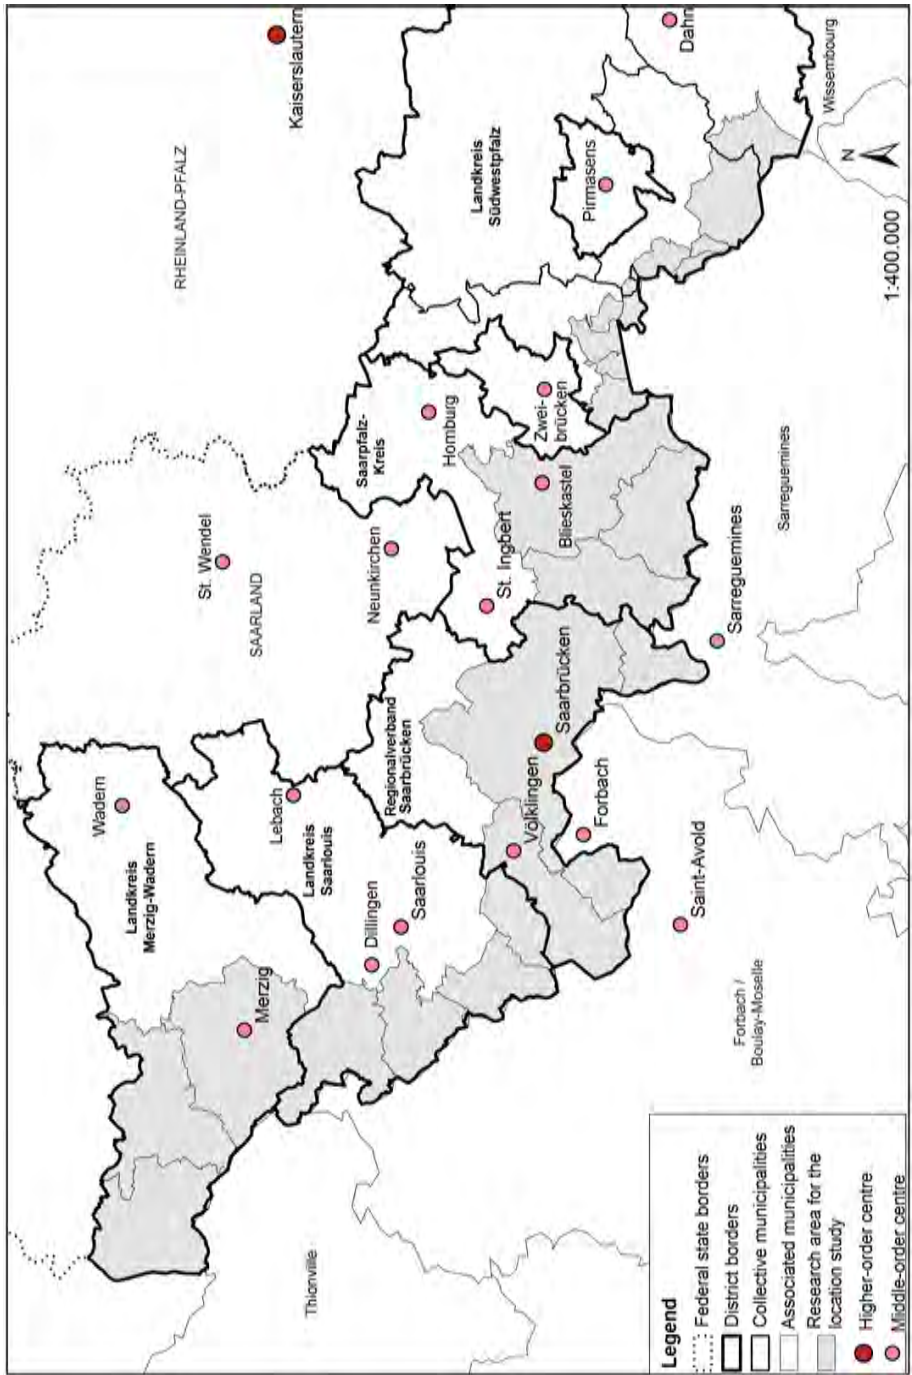 RHEINLAND-PFALZ
Kaiserslautern
St. Wendel
SAARLAND
Wadern
Landkreis
Merzig-Wadern
Merzig
Lebach
Landkreis
Saarlouis
Dillingen
Saarlouis
Neunkirchen
Saarpfalz-
Kreis
Homburg
Landkreis
Südwestpfalz
Regionalverband
Saarbrücken
Völklingen
Saarbrücken
St. Ingbert
Blieskastel
Zwei-
brücken
Pirmasens
Dahn
Forbach
Saint-Avold
Sarreguemines
Sarreguemines
Wissembourg
Thionville
Forbach /
Boulay-Moselle
N
1:400.000
Legend
Federal state borders
District borders
Collective municipalities
Associated municipalities
Research area for the
location study
Higher-order centre
Middle-order centre